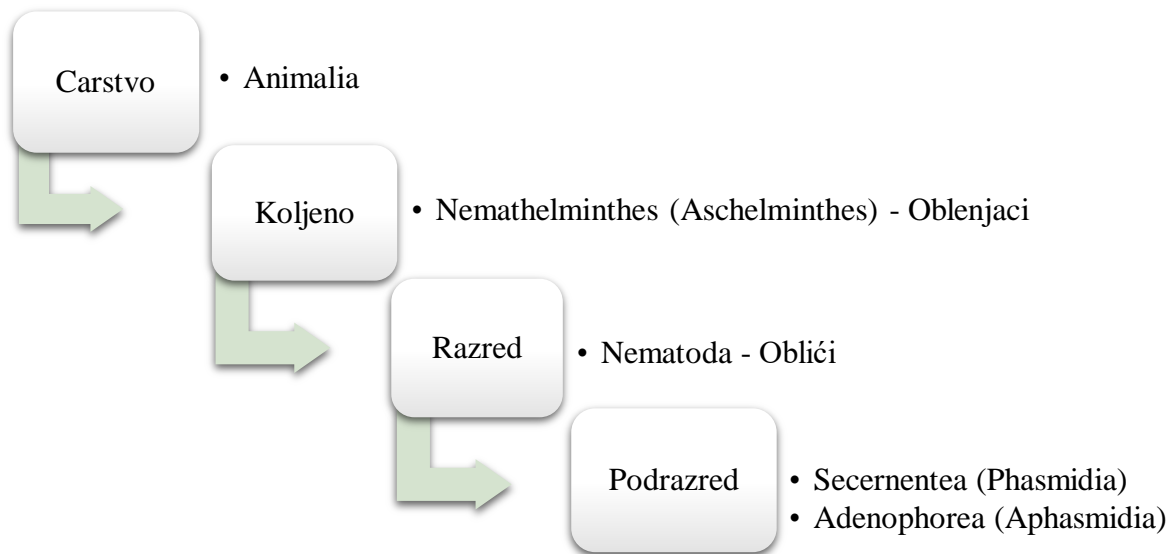 Carstvo
• Animalia
Koljeno
• Nemathelminthes (Aschelminthes) - Oblenjaci
Razred
• Nematoda - Oblići
Podrazred
• Secernentea (Phasmidia)
• Adenophorea (Aphasmidia)